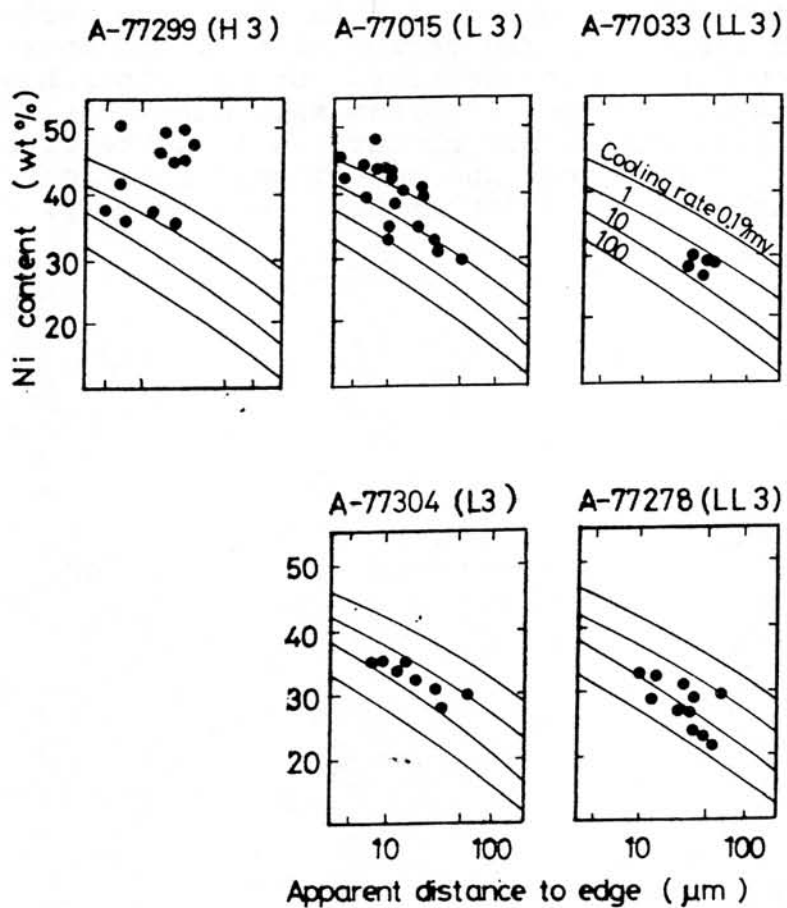 A-77299 (H 3) A-77015 (L 3) A-77033 (LL 3)
Ni content (wt%)
50
40
30
20
Cooling rate 0.1°/my
1
10
100
A-77304 (L3) A-77278 (LL 3)
50
40
30
20
10 100 10 100
Apparent distance to edge (μm)